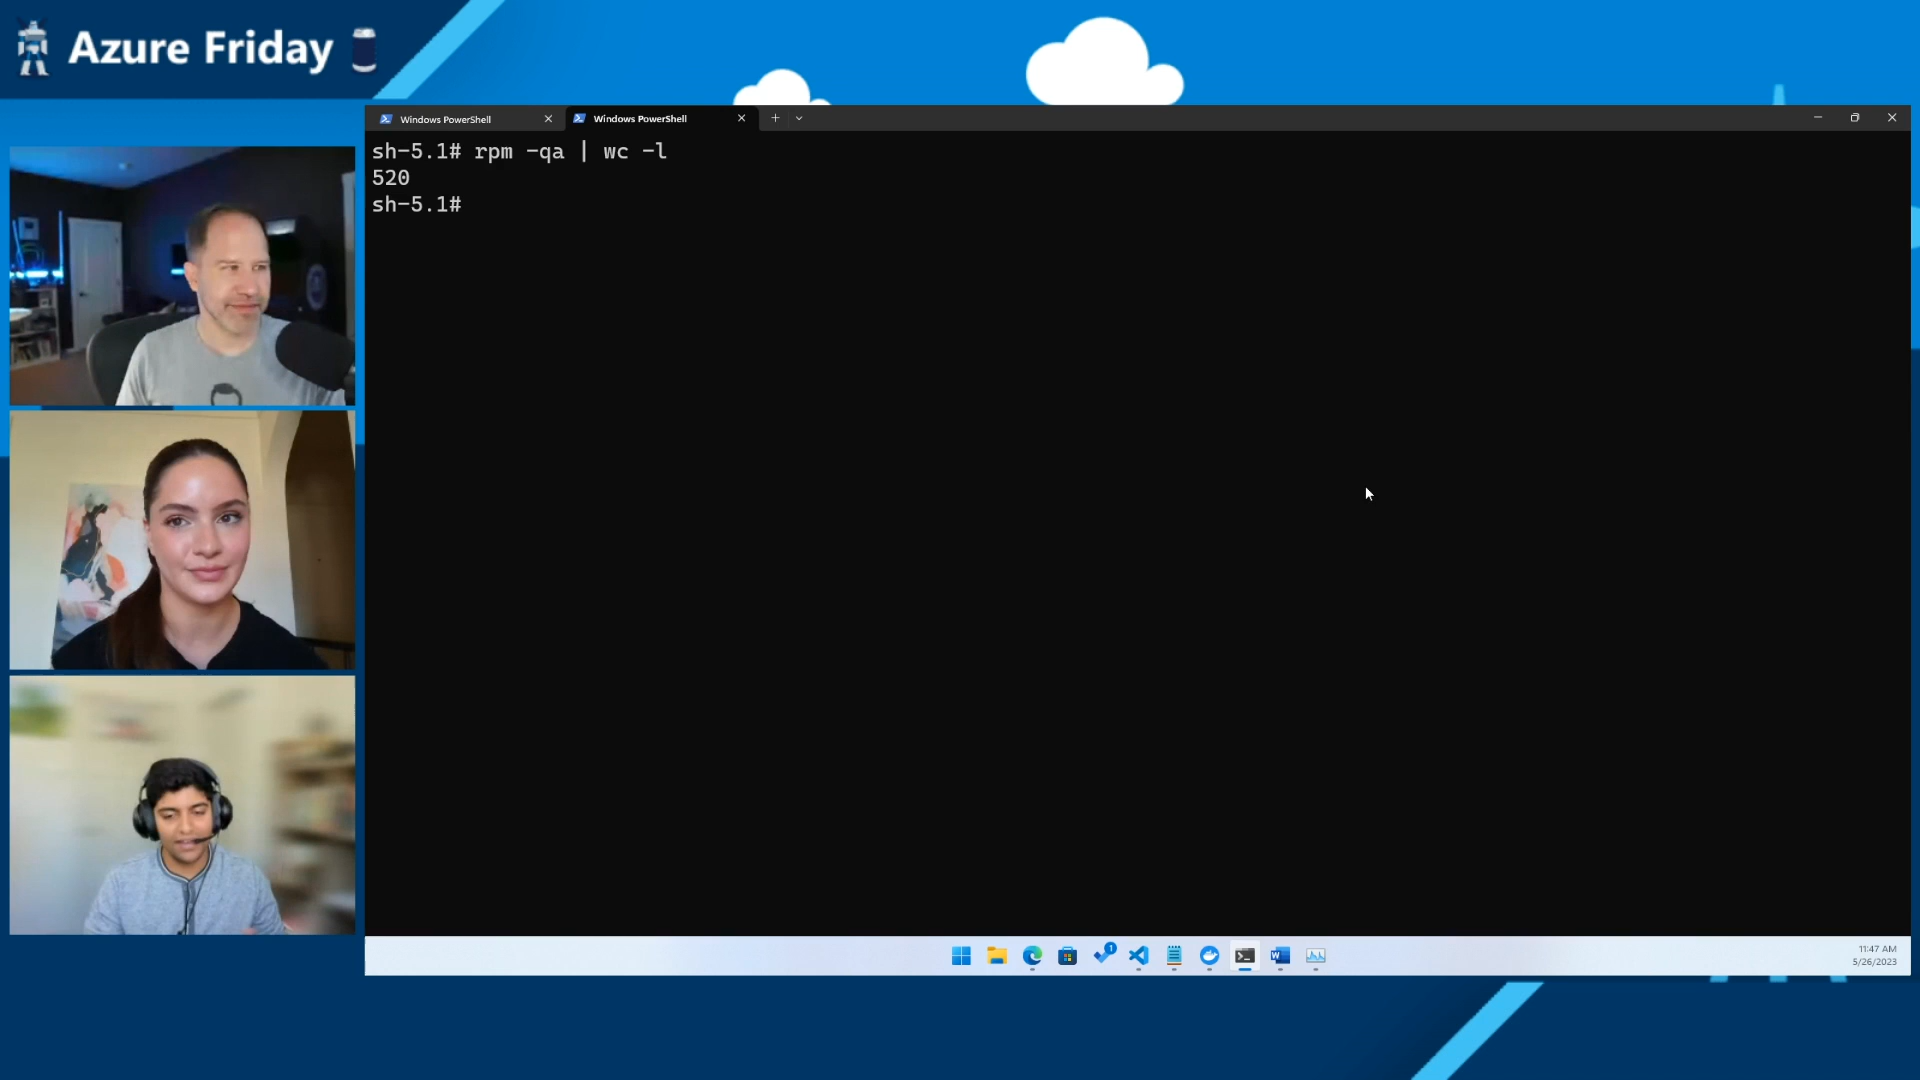 Azure Friday
Windows PowerShell
Windows PowerShell
sh-5.1# rpm -qa | wc -l
520
sh-5.1#
1
W
11:47 AM
5/26/2023